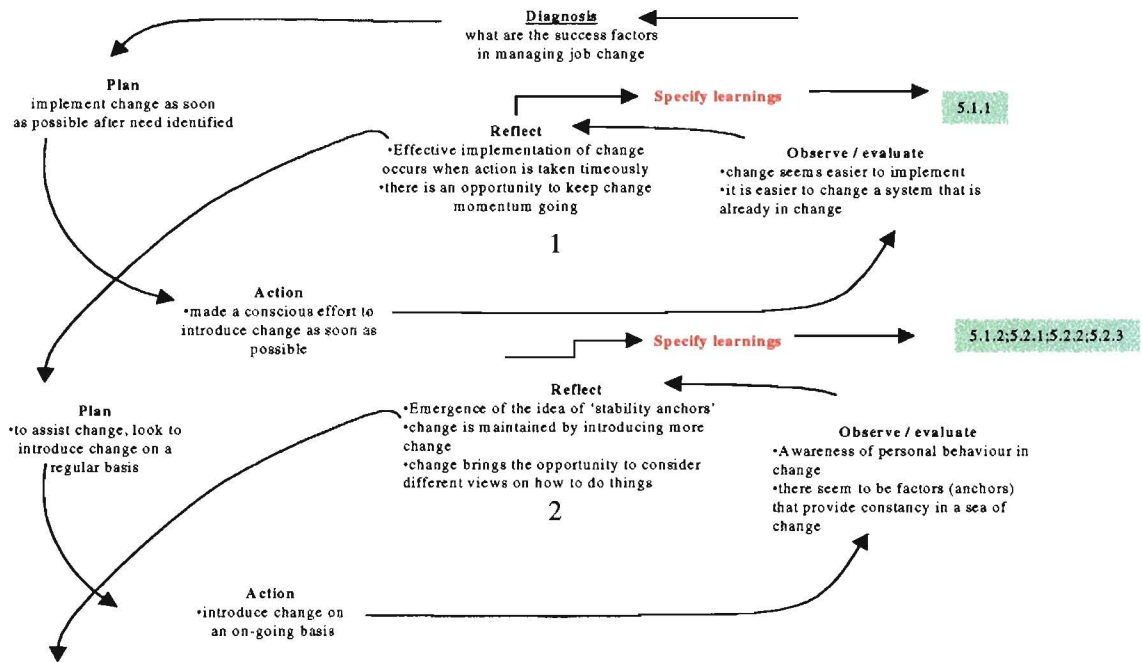 Diagnosis
what are the success factors
in managing job change
Plan
implement change as soon
as possible after need identified
Specify learnings
5.1.1
Reflect
•Effective implementation of change
occurs when action is taken timeously
•there is an opportunity to keep change
momentum going
1
Observe / evaluate
•change seems easier to implement
•it is easier to change a system that is
already in change
Action
•made a conscious effort to
introduce change as soon as
possible
Specify learnings
5.1.2;5.2.1;5.2.2;5.2.3
Reflect
•Emergence of the idea of ‘stability anchors’
•change is maintained by introducing more
change
•change brings the opportunity to consider
different views on how to do things
2
Plan
•to assist change, look to
introduce change on a
regular basis
Observe / evaluate
•Awareness of personal behaviour in
change
•there seem to be factors (anchors)
that provide constancy in a sea of
change
Action
•introduce change on
an on-going basis